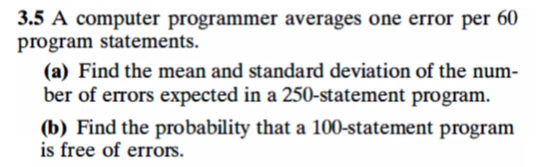 3.5 A computer programmer averages one error per 60
program statements.
(a) Find the mean and standard deviation of the num-
ber of errors expected in a 250-statement program.
(b) Find the probability that a 100-statement program
is free of errors.